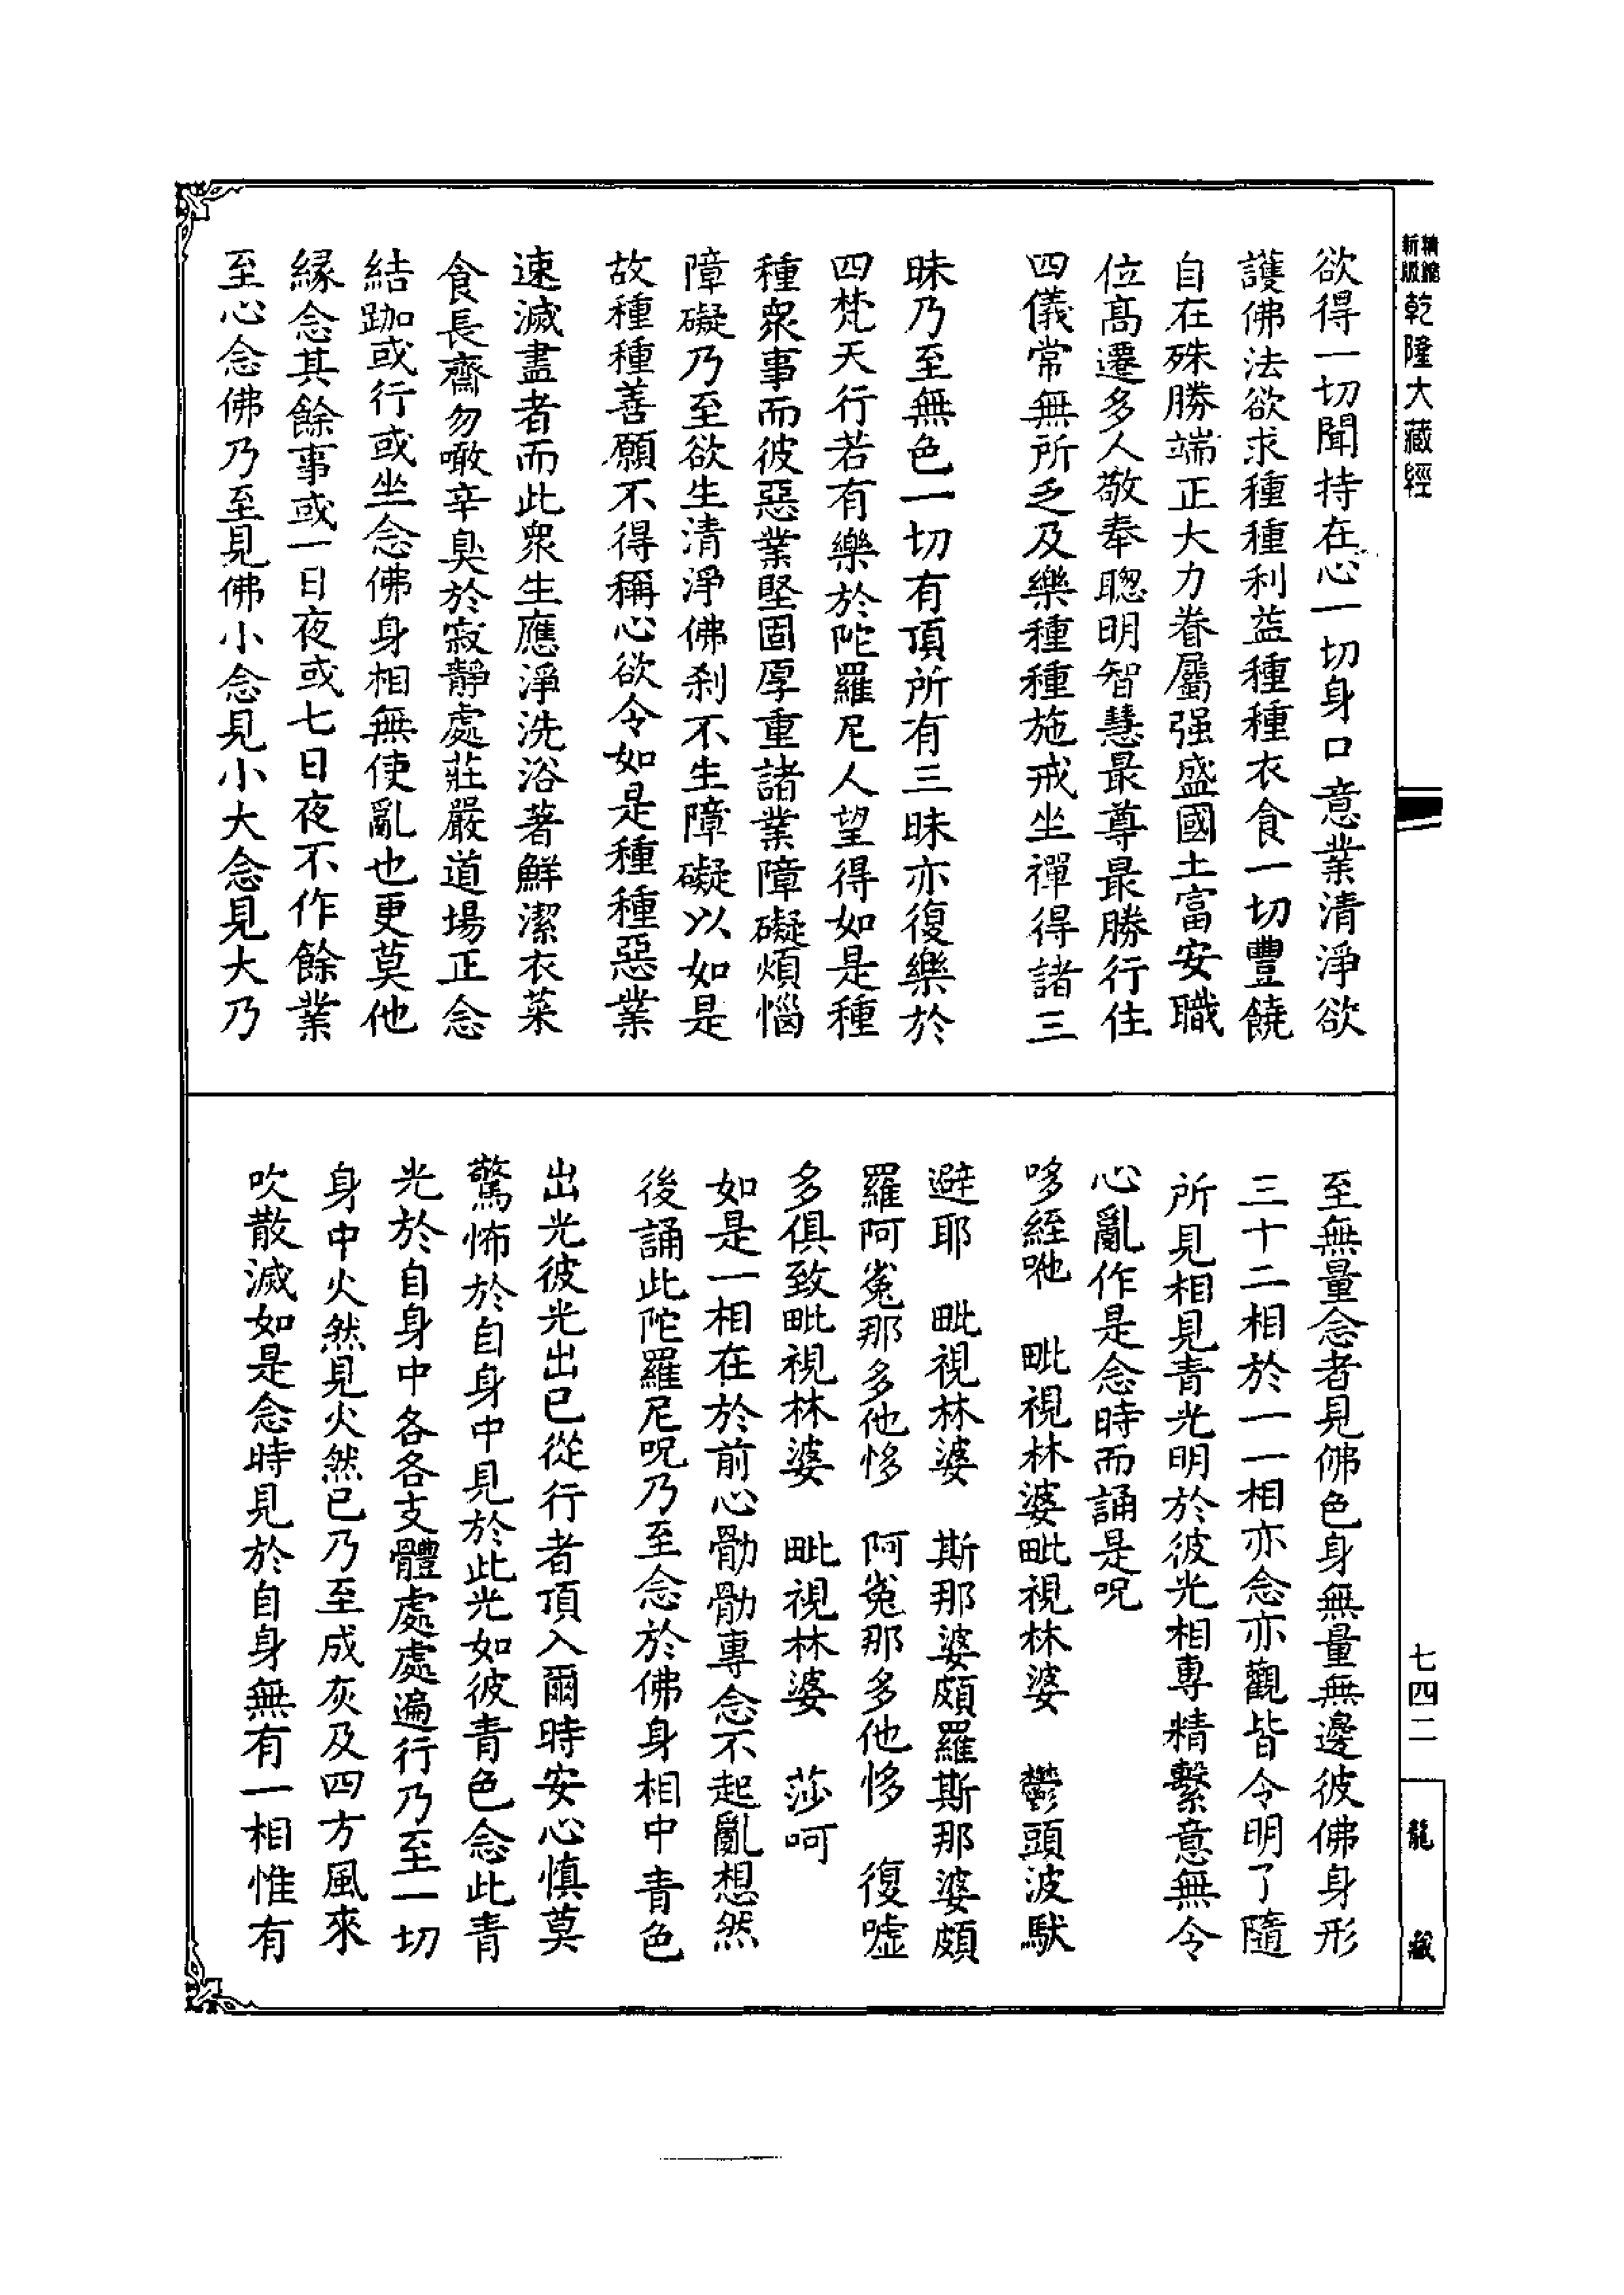 精縮新版乾隆大藏經
欲得一切聞持在心一切身口意業清淨欲
護佛法欲求種種利益種種衣食一切豐饒
自在殊勝端正大力眷屬强盛國土富安職
位高遷多人敬奉聰明智慧最尊最勝行住
四儀常無所乏及樂種種施戒坐禪得諸三
昧乃至無色一切有頂所有三昧亦復樂於
四梵天行若有樂於陀羅尼人望得如是種
種衆事而彼惡業堅固厚重諸業障礙煩惱
障礙乃至欲生清淨佛刹不生障礙以如是
故種種善願不得稱心欲令如是種種惡業
速滅盡者而此衆生應淨洗浴著鮮潔衣菜
食長齋勿噉辛臭於寂靜處莊嚴道場正念
結跏或行或坐念佛身相無使亂也更莫他
緣念其餘事或一日夜或七日夜不作餘業
至心念佛乃至見佛小念見小大念見大乃
至無量念者見佛色身無量無邊彼佛身形
三十二相於一一相亦念亦觀皆令明了隨
所見相見青光明於彼光相專精繫意無令
心亂作是念時而誦是呪
哆絰咃 毗視林婆毗視林婆 鬱頭波馱
避耶 毗視林婆 斯那婆頗羅斯那婆頗
羅阿㝹那多他㑻 阿㝹那多他㑻 復嘘
多俱致毗視林婆 毗視林婆 莎呵
如是一相在於前心勩勩專念不起亂想然
後誦此陀羅尼呪乃至念於佛身相中青色
出光彼光出已從行者頂入爾時安心慎莫
驚怖於自身中見於此光如彼青色念此青
光於自身中各各支體處處遍行乃至一切
身中火然見火然已乃至成灰及四方風來
吹散滅如是念時見於自身無有一相惟有
七四二
龍藏